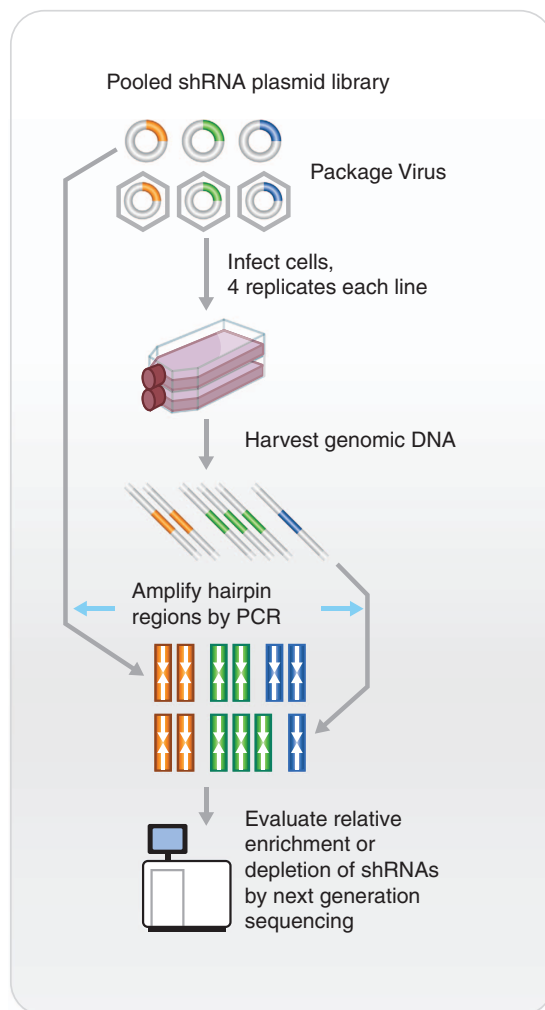 Pooled shRNA plasmid library
Package Virus
Infect cells,
4 replicates each line
Harvest genomic DNA
Amplify hairpin
regions by PCR
Evaluate relative
enrichment or
depletion of shRNAs
by next generation
sequencing